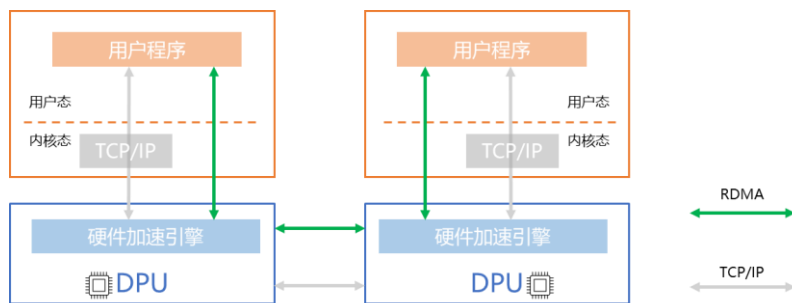 用户程序
用户态
内核态
TCP/IP
硬件加速引擎
DPU
用户程序
用户态
内核态
TCP/IP
硬件加速引擎
DPU
RDMA
TCP/IP